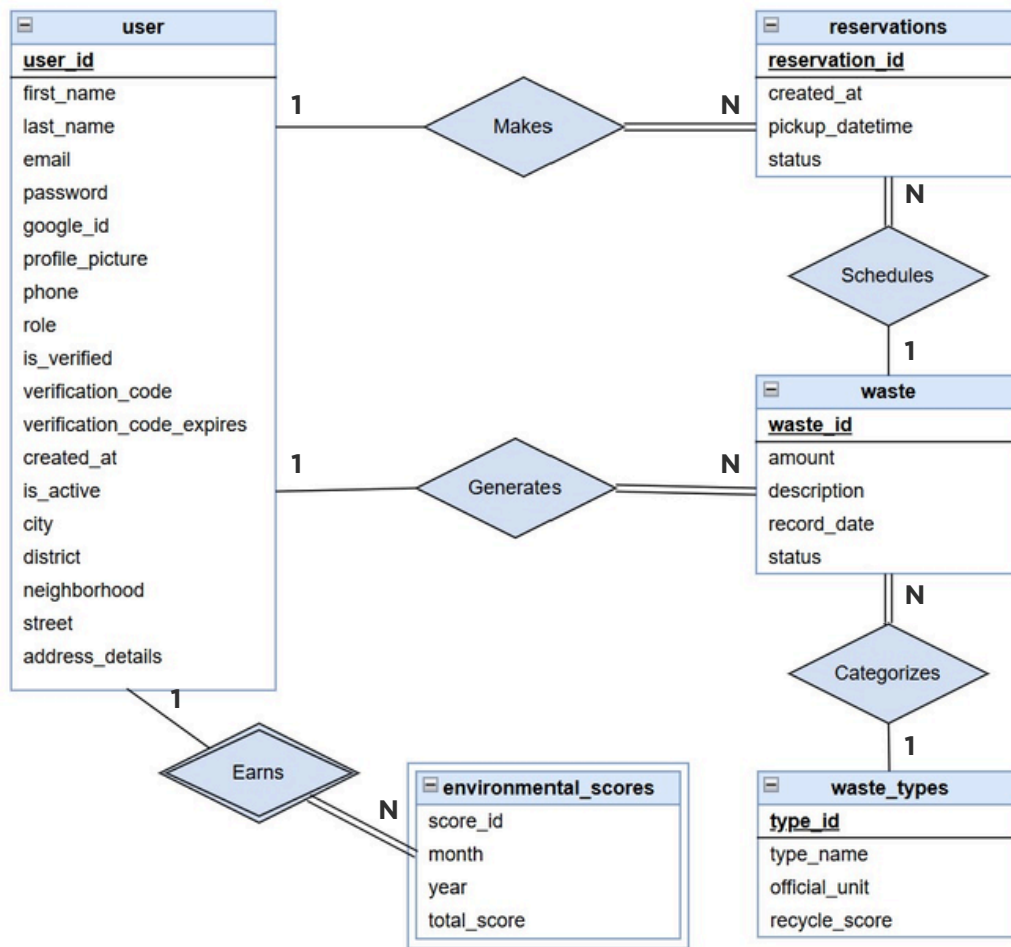 user
user_id
first_name
last_name
email
password
google_id
profile_picture
phone
role
is_verified
verification_code
verification_code_expires
created_at
is_active
city
district
neighborhood
street
address_details
1
Makes
N
reservations
reservation_id
created_at
pickup_datetime
status
N
Schedules
1
waste
waste_id
amount
description
record_date
status
1
Generates
N
N
Categorizes
1
waste_types
type_id
type_name
official_unit
recycle_score
1
Earns
N
environmental_scores
score_id
month
year
total_score